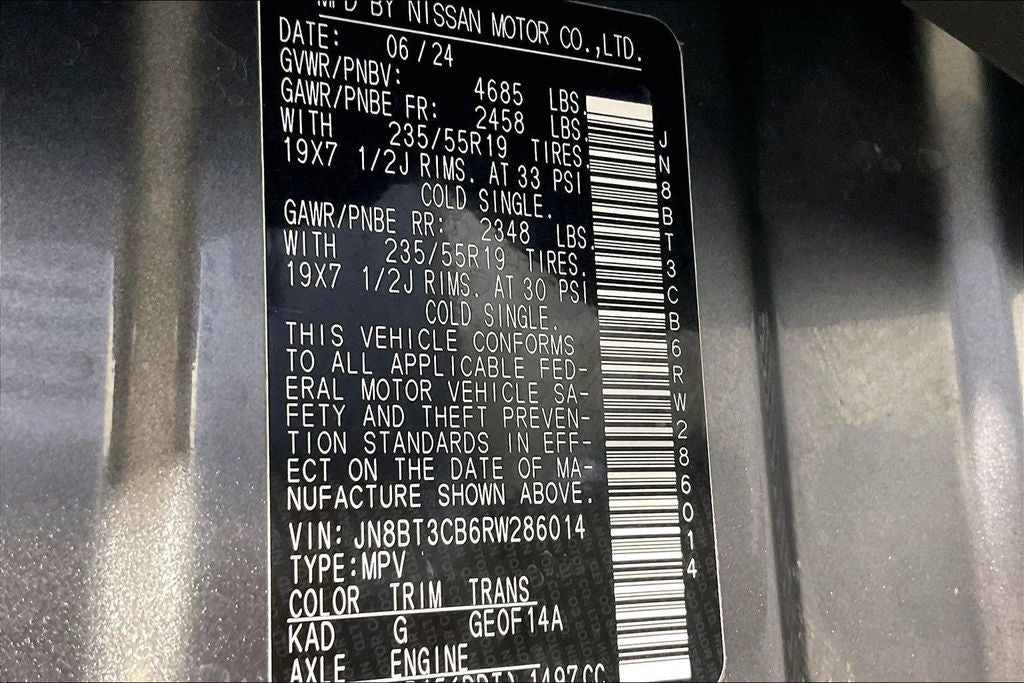 MFD BY NISSAN MOTOR CO.,LTD.
DATE: 06/24
GVWR/PNBV: 4685 LBS
GAWR/PNBE FR: 2458 LBS
WITH 235/55R19 TIRES.
19X7 1/2J RIMS. AT 33 PSI
COLD SINGLE.
GAWR/PNBE RR: 2348 LBS.
WITH 235/55R19 TIRES.
19X7 1/2J RIMS. AT 30 PSI
COLD SINGLE.
THIS VEHICLE CONFORMS
TO ALL APPLICABLE FED-
ERAL MOTOR VEHICLE SA-
FETY AND THEFT PREVEN-
TION STANDARDS IN EFF-
ECT ON THE DATE OF MA-
NUFACTURE SHOWN ABOVE.
VIN: JN8BT3CB6RW286014
TYPE:MPV
COLOR TRIM TRANS
KAD G GEOF14A
AXLE ENGINE
1497CC
JN8BT3CB6RW286014